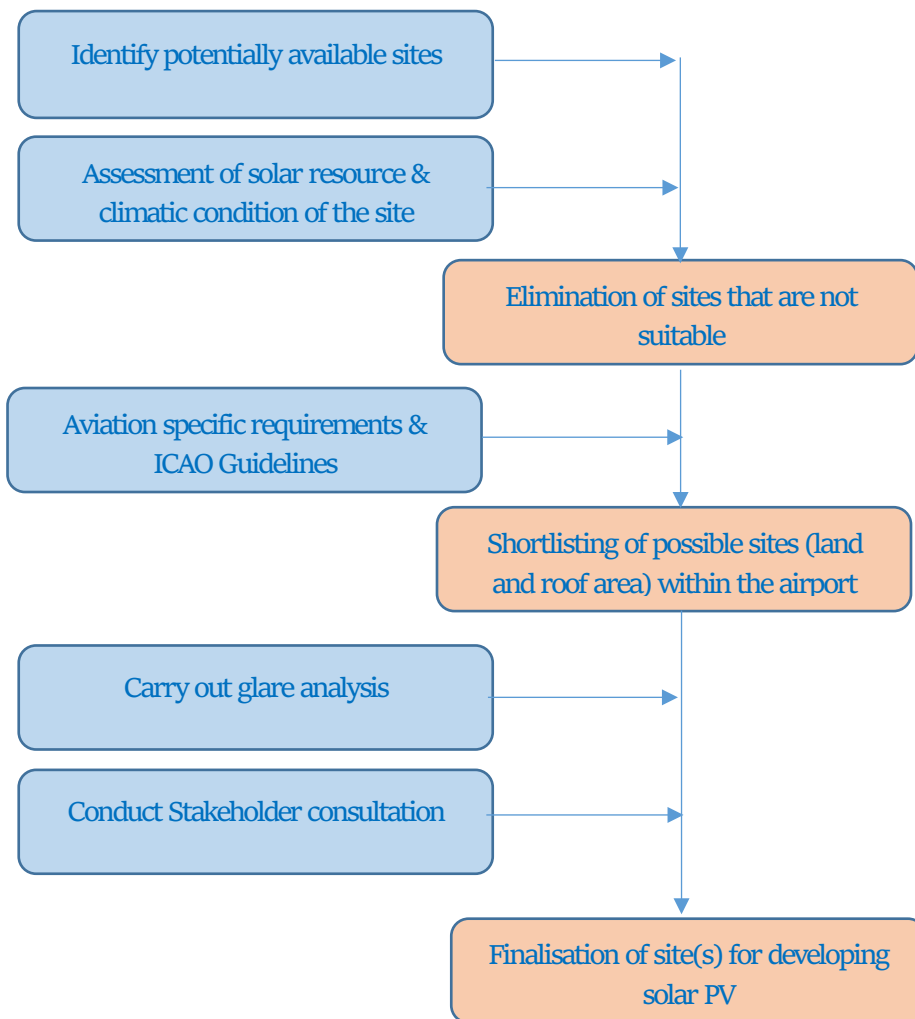 Identify potentially available sites
Assessment of solar resource &
climatic condition of the site
Elimination of sites that are not
suitable
Aviation specific requirements &
ICAO Guidelines
Shortlisting of possible sites (land
and roof area) within the airport
Carry out glare analysis
Conduct Stakeholder consultation
Finalisation of site(s) for developing
solar PV